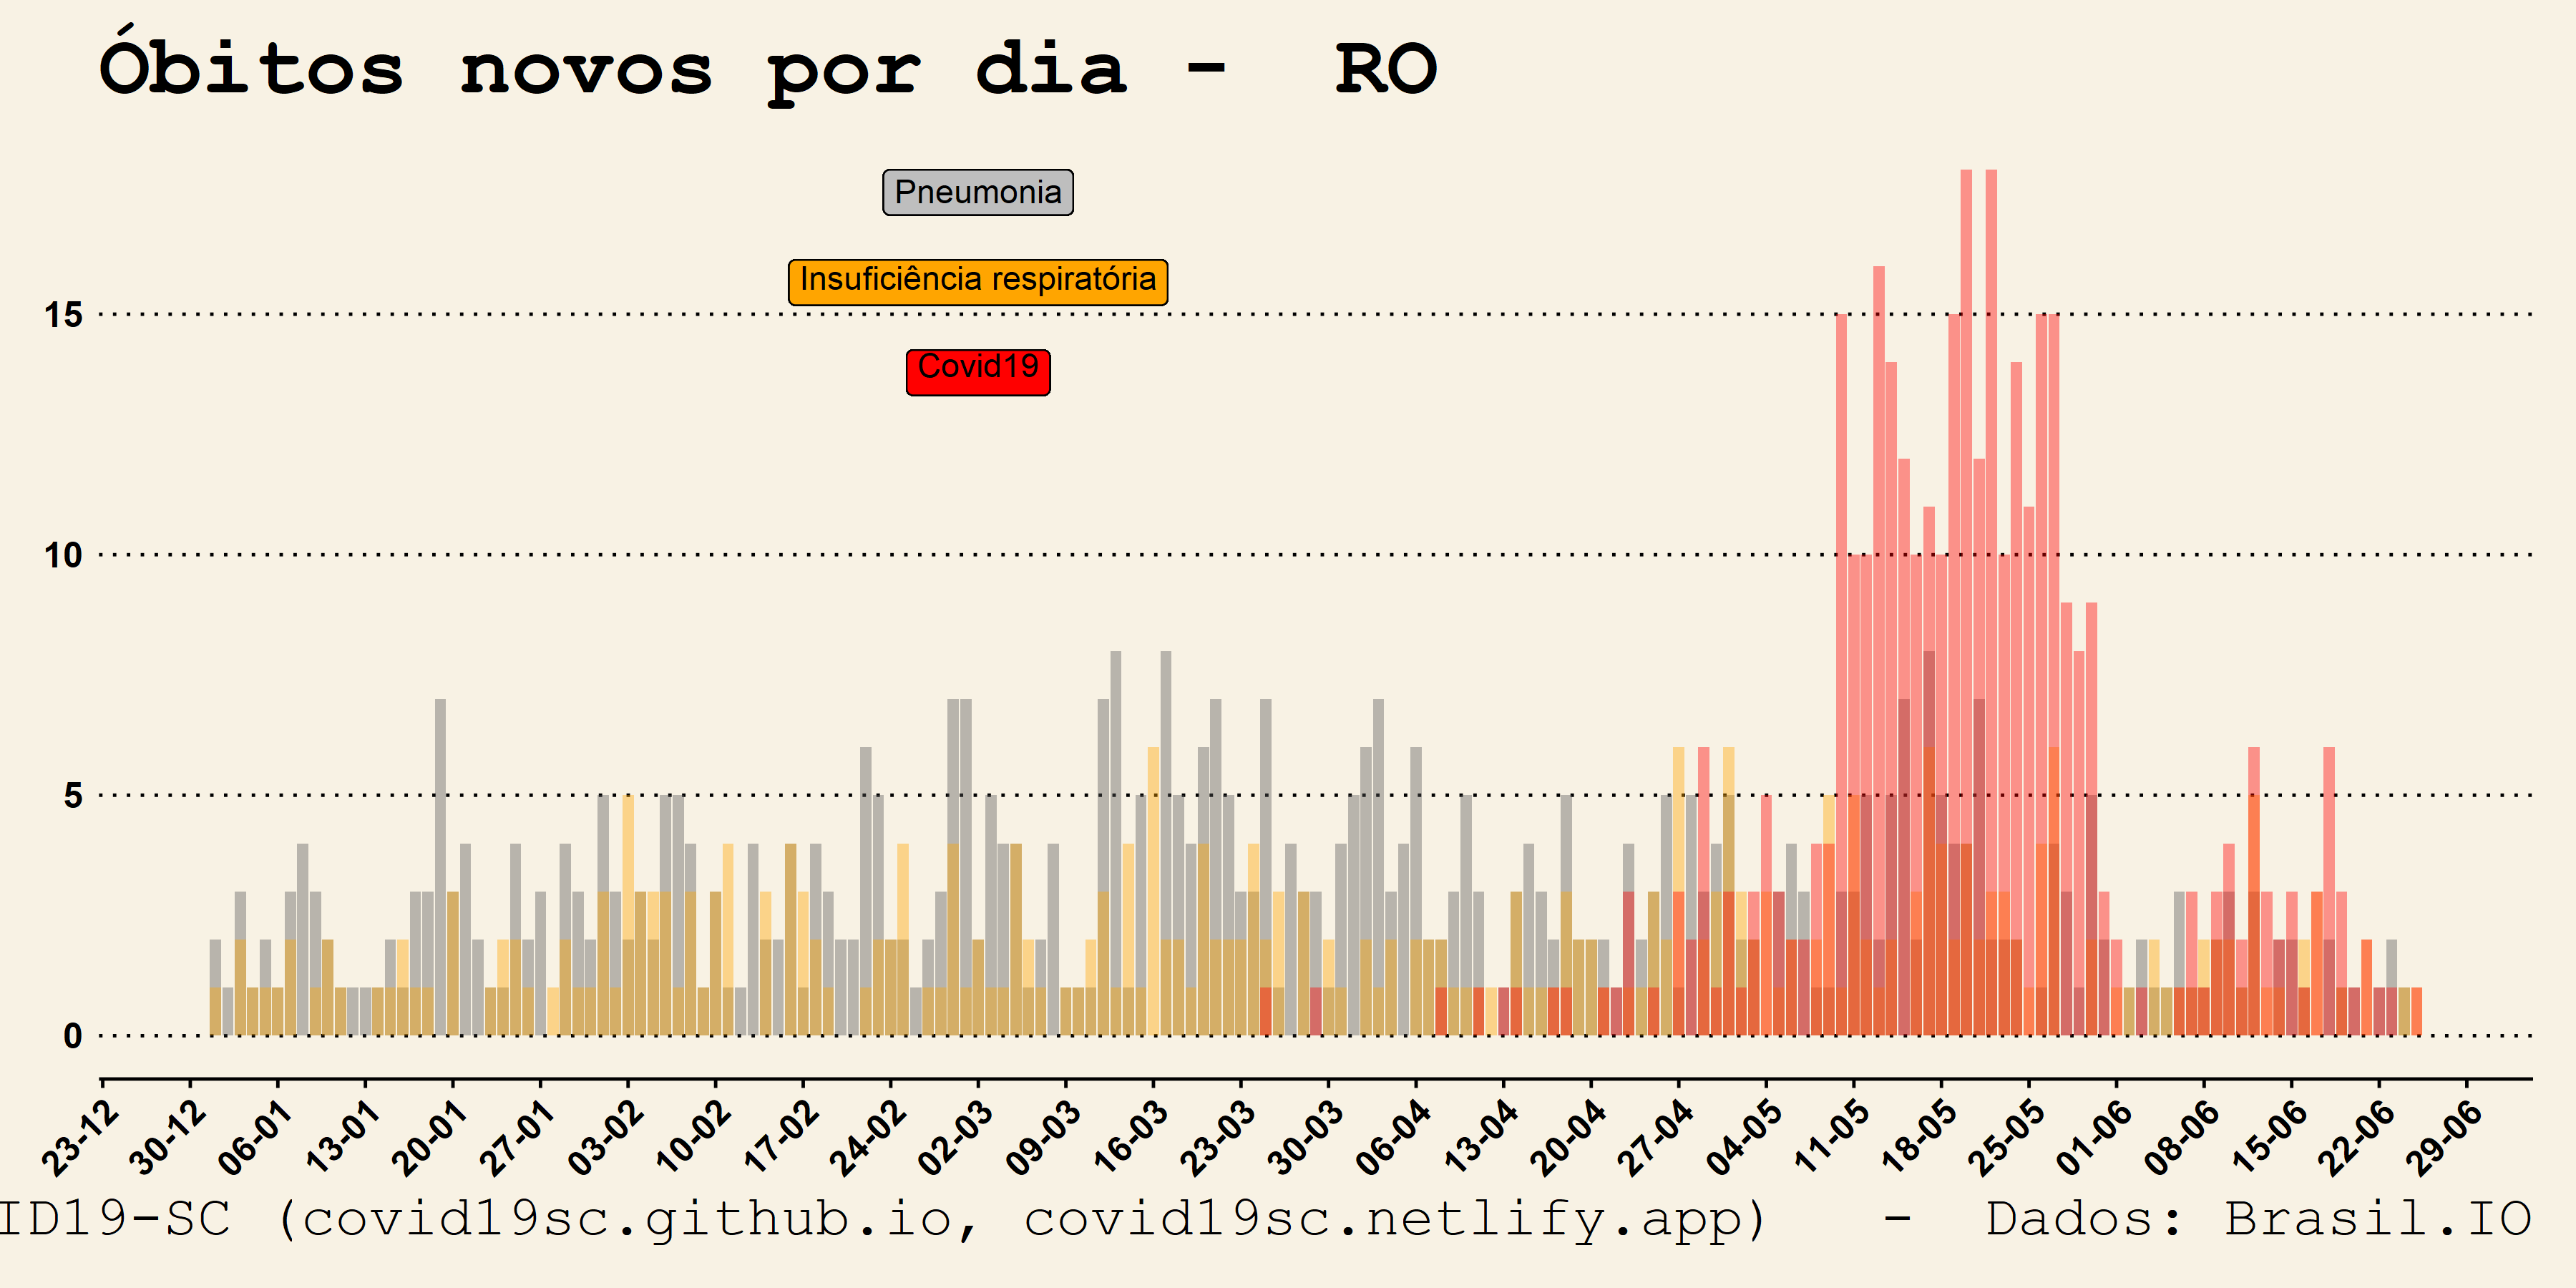 Óbitos novos por dia - RO
Pneumonia
Insuficiência respiratória
Covid19
15
10
5
0
23-12 30-12 06-01 13-01 20-01 27-01 03-02 10-02 17-02 24-02 02-03 09-03 16-03 23-03 30-03 06-04 13-04 20-04 27-04 04-05 11-05 18-05 25-05 01-06 08-06 15-06 22-06 29-06
ID19-SC (covid19sc.github.io, covid19sc.netlify.app) - Dados: Brasil.IO